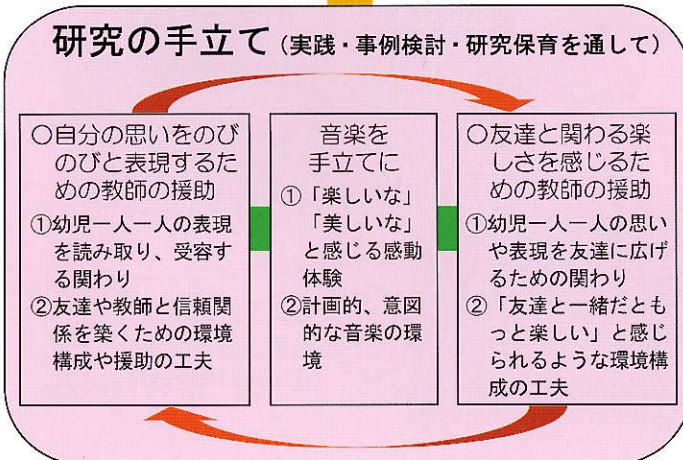 研究の手立て(実践・事例検討・研究保育を通して)
○自分の思いをのび
のびと表現するた
めの教師の援助
①幼児一人一人の表現
を読み取り、受容す
る関わり
②友達や教師と信頼関
係を築くための環境
構成や援助の工夫
音楽を
手立てに
①「楽しいな」
「美しいな」
と感じる感動
体験
②計画的、意図
的な音楽の環
境
○友達と関わる楽
しさを感じるた
めの教師の援助
①幼児一人一人の思い
や表現を友達に広げ
るための関わり
②「友達と一緒だとも
っと楽しい」と感じ
られるような環境構
成の工夫